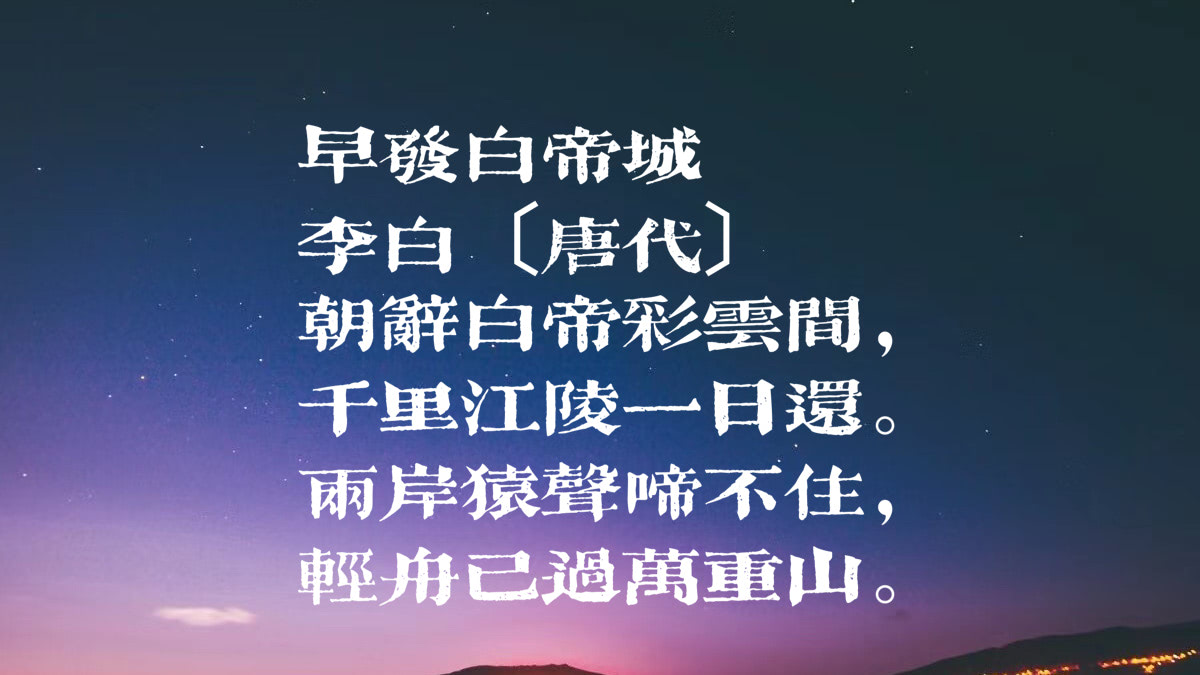 早發白帝城
李白〔唐代〕
朝辭白帝彩雲間，
千里江陵一日還。
兩岸猿聲啼不住，
輕舟已過萬重山。